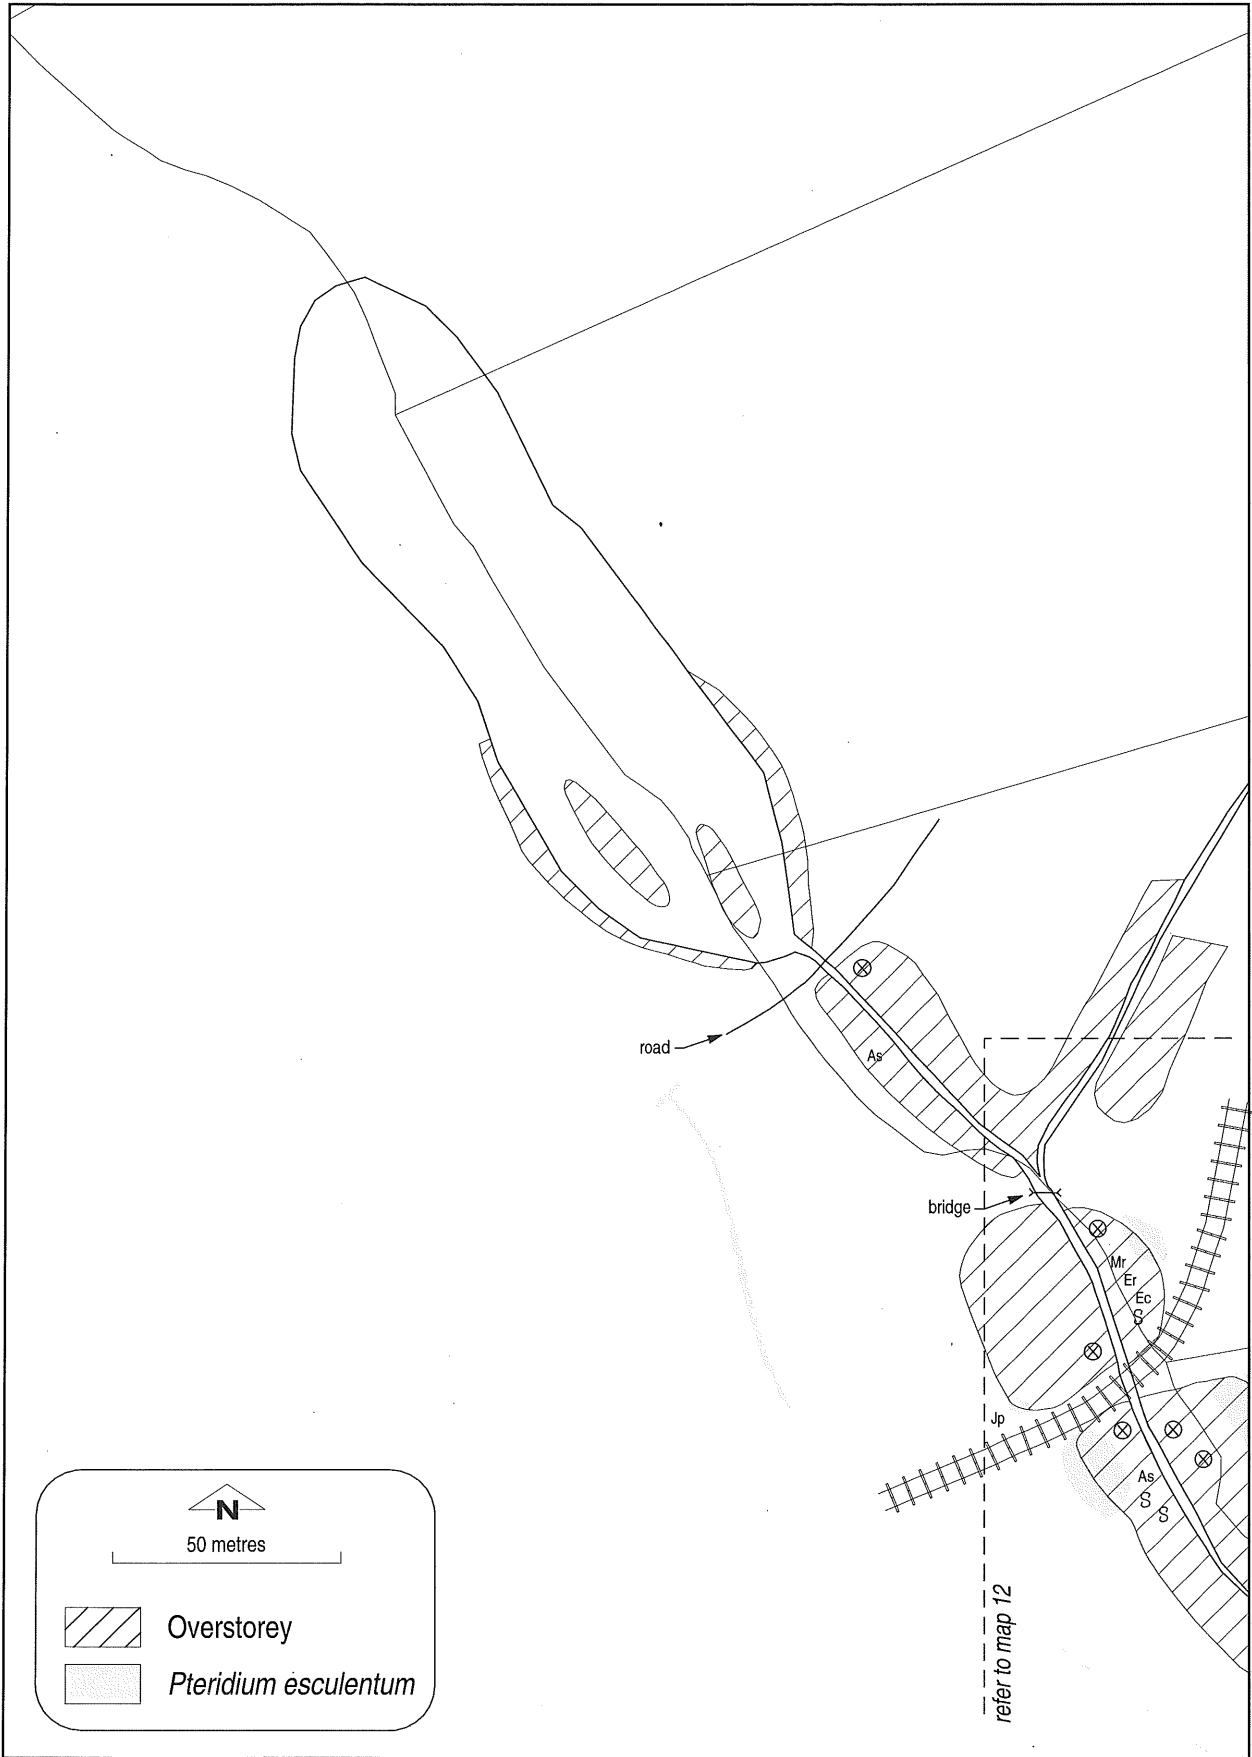 road
As
bridge
Mr
Er
Ec
S
Jp
As
S
S
N
50 metres
Overstorey
Pteridium esculentum
refer to map 12